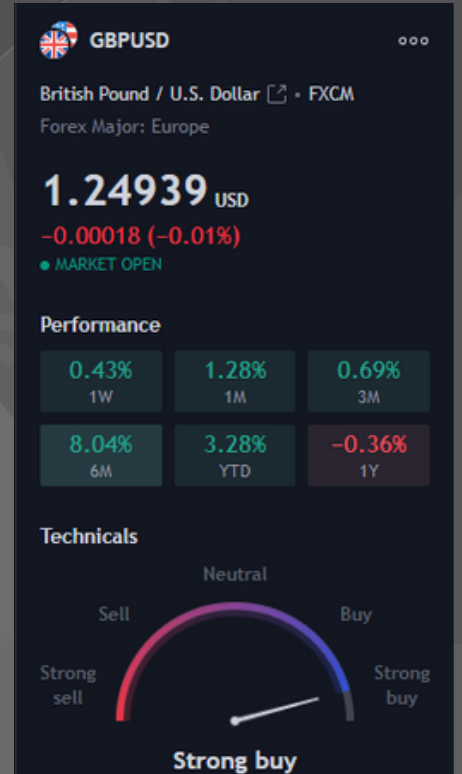 GBPUSD
British Pound / U.S. Dollar • FXCM
Forex Major: Europe
1.24939 USD
−0.00018 (−0.01%)
• MARKET OPEN
Performance
0.43% 1.28% 0.69%
1W 1M 3M
8.04% 3.28% −0.36%
6M YTD 1Y
Technicals
Neutral
Sell Buy
Strong sell Strong buy
Strong buy